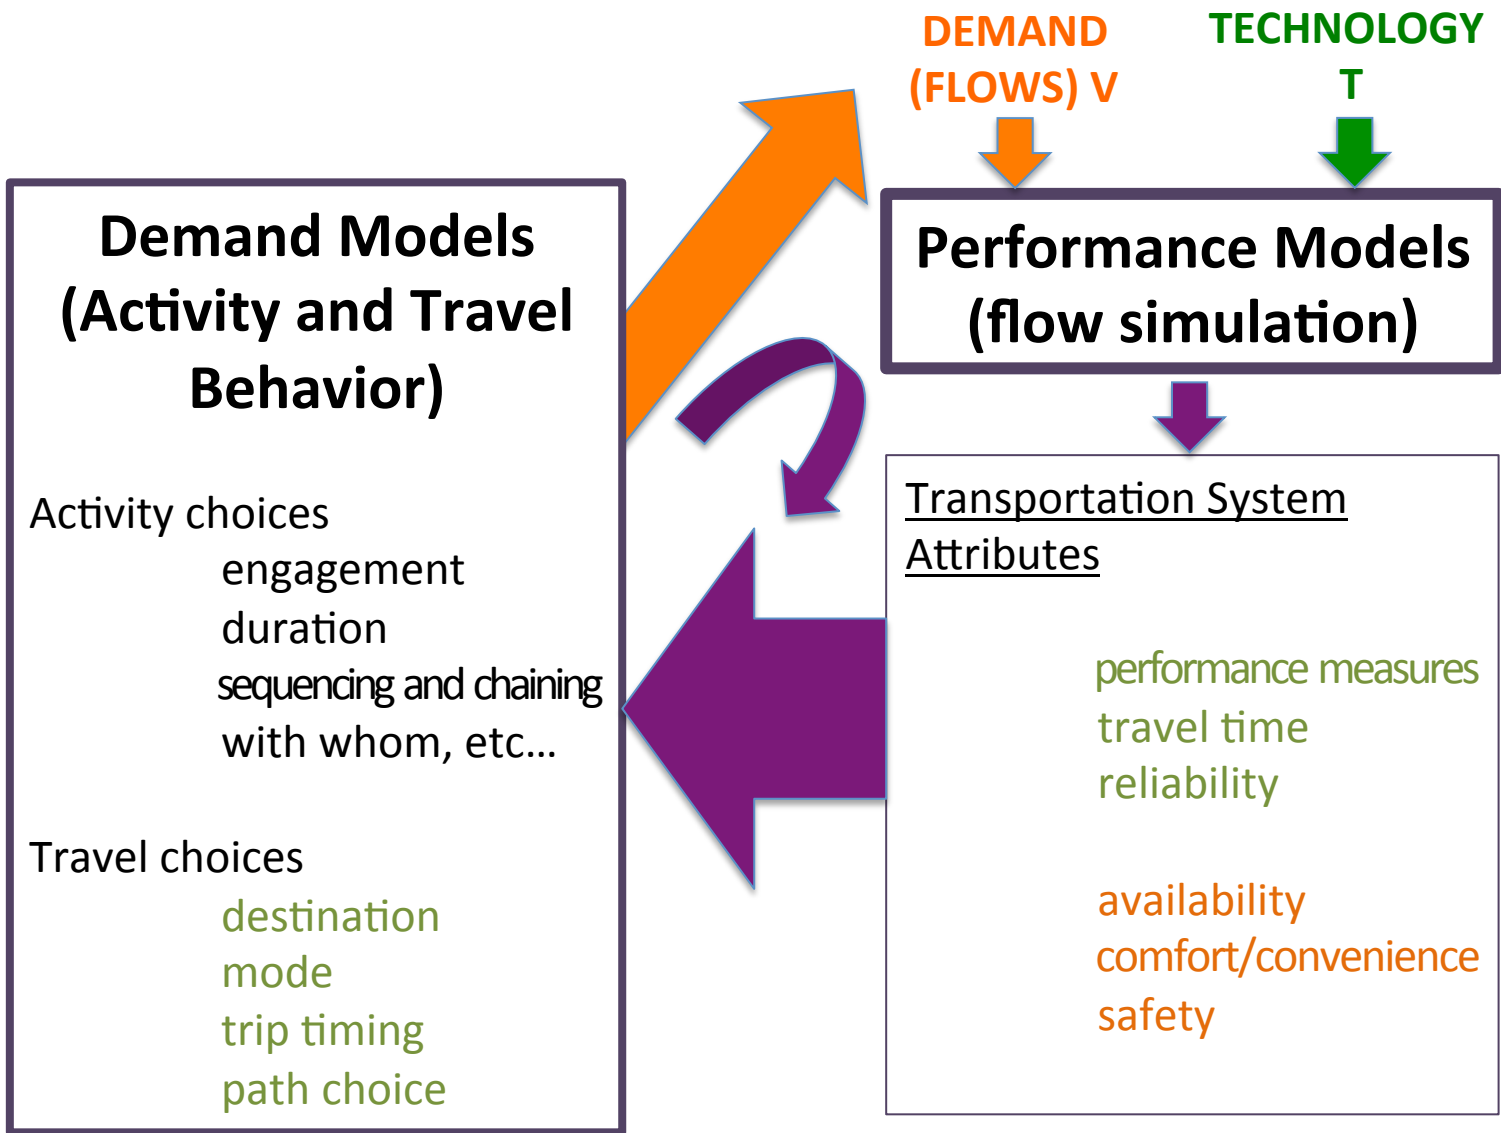 DEMAND
(FLOWS) V
TECHNOLOGY
T
Demand Models
(Activity and Travel
Behavior)
Activity choices
engagement
duration
sequencing and chaining
with whom, etc…
Travel choices
destination
mode
trip timing
path choice
Performance Models
(flow simulation)
Transportation System
Attributes
performance measures
travel time
reliability
availability
comfort/convenience
safety